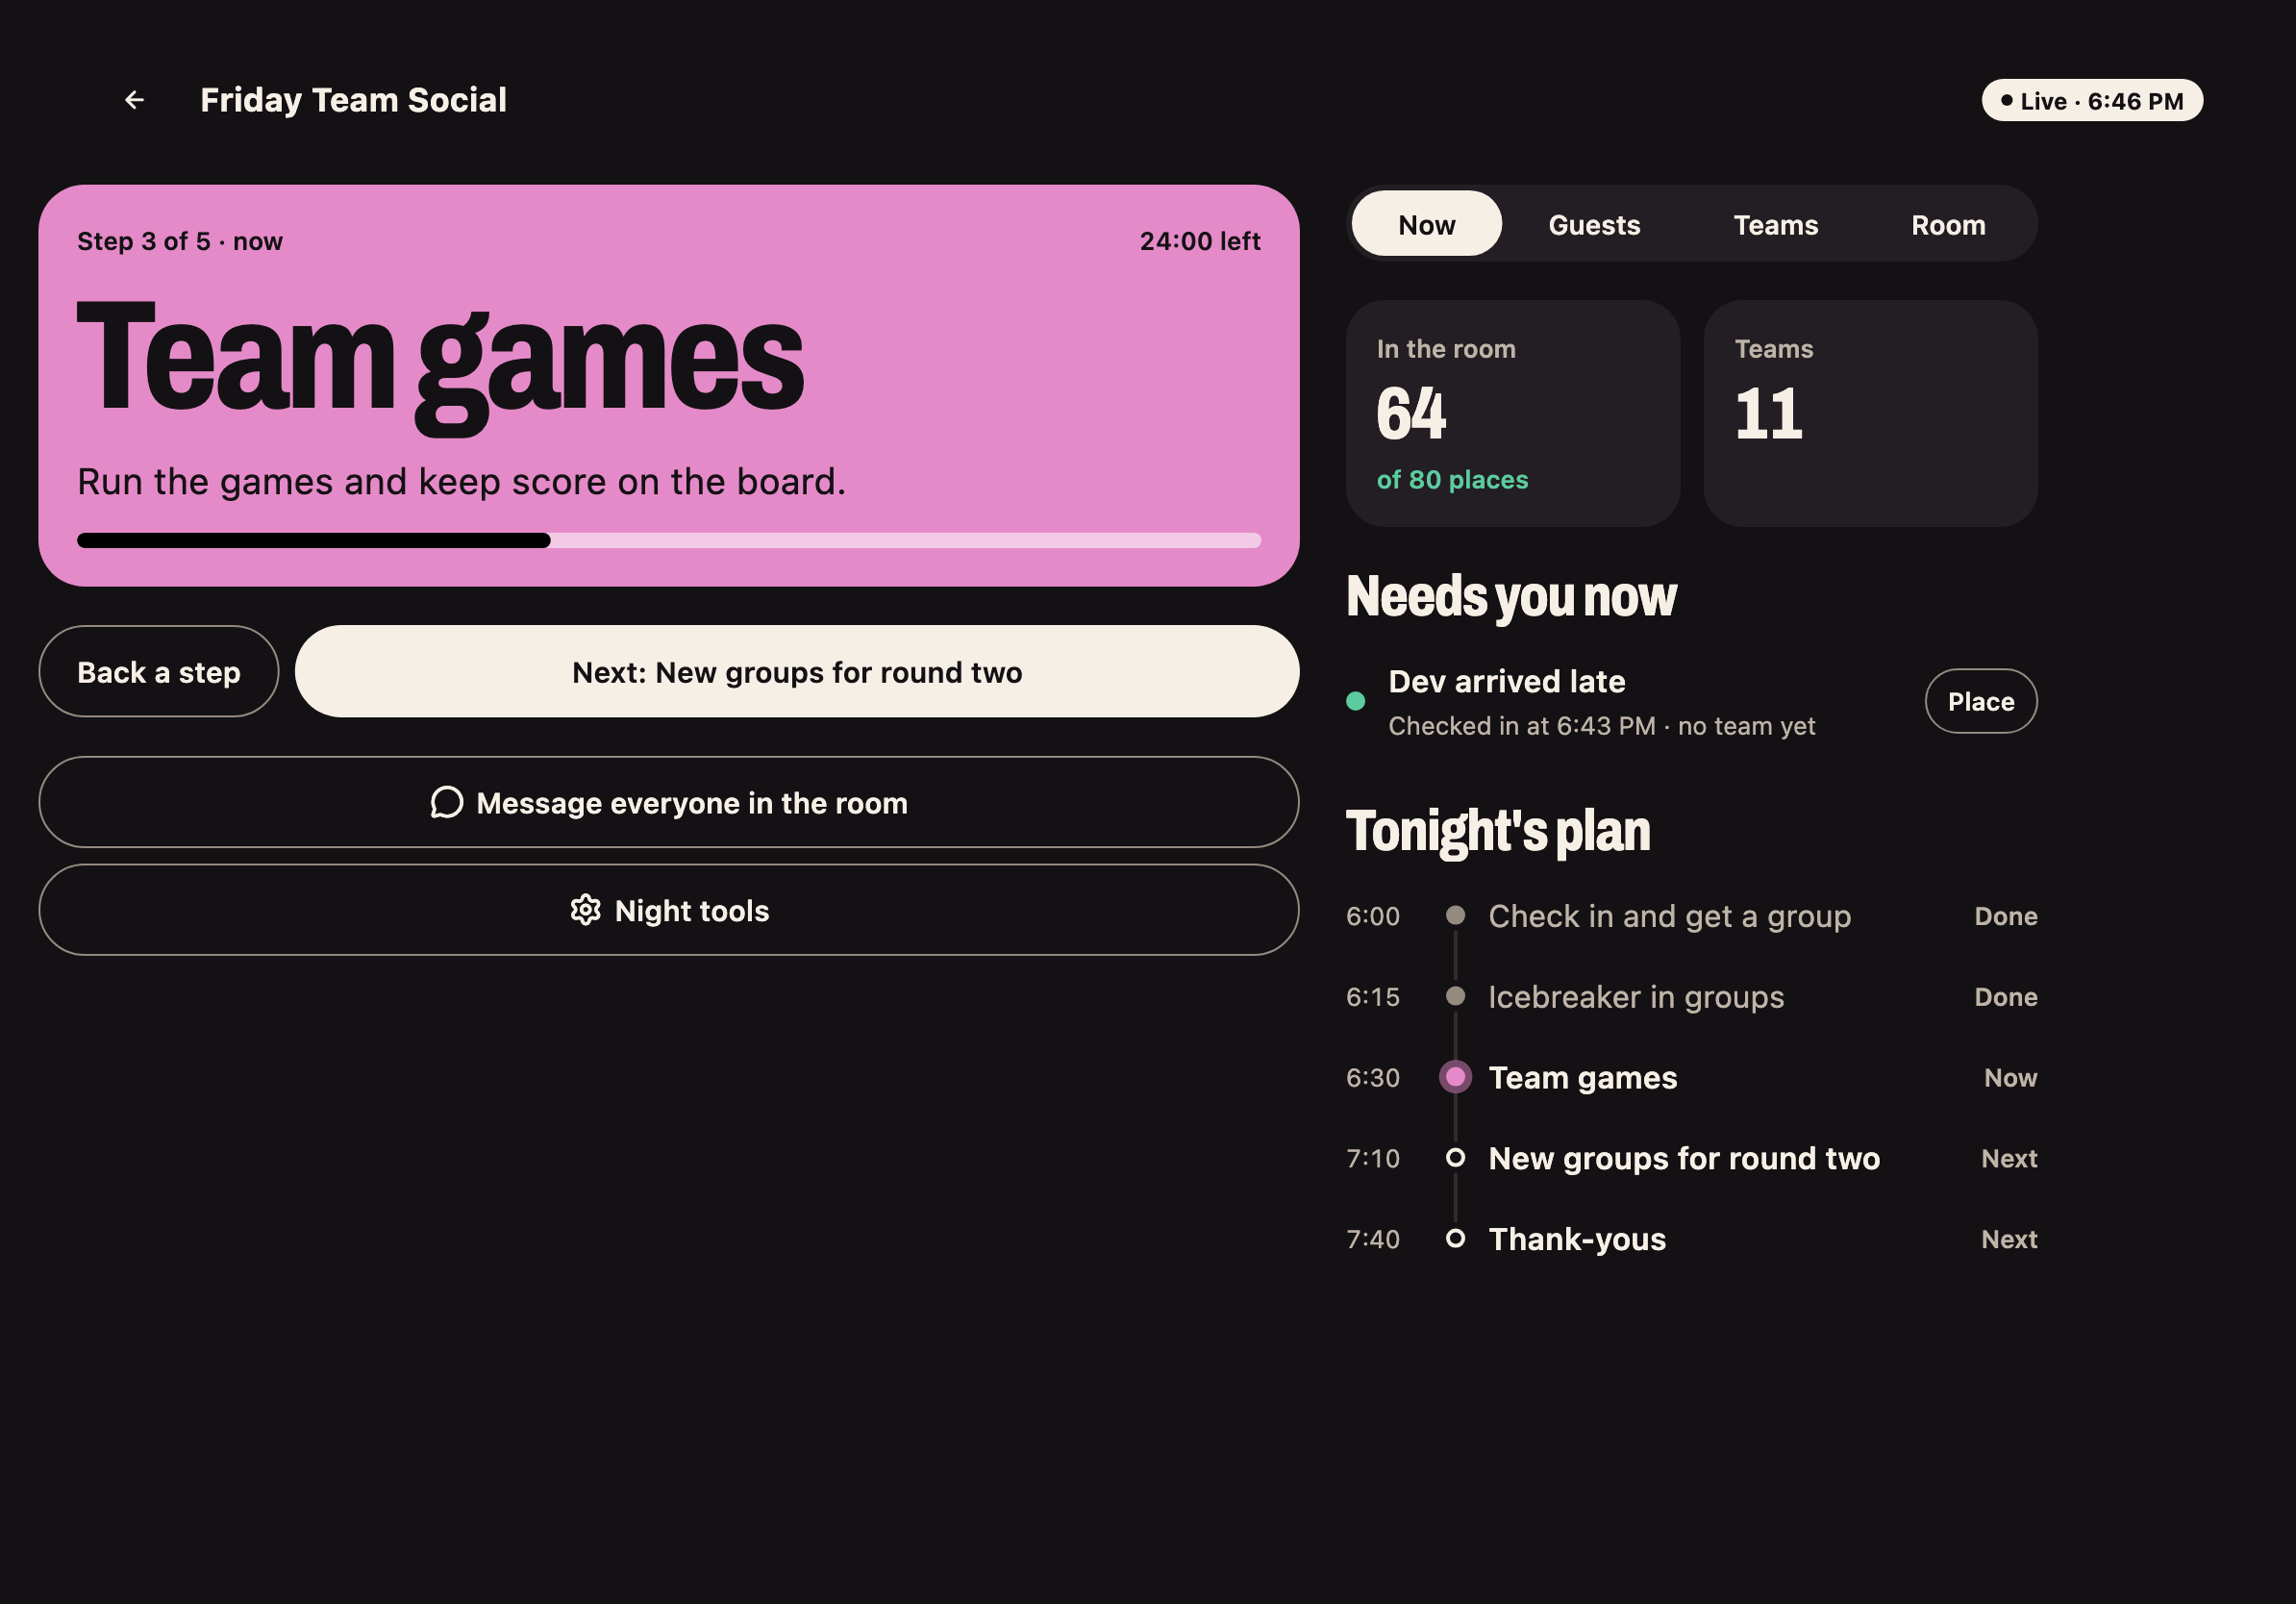 Friday Team Social
Live · 6:46 PM
Step 3 of 5 · now
24:00 left
Team games
Run the games and keep score on the board.
Back a step
Next: New groups for round two
Message everyone in the room
Night tools
Now
Guests
Teams
Room
In the room
64
of 80 places
Teams
11
Needs you now
Dev arrived late
Checked in at 6:43 PM · no team yet
Place
Tonight's plan
6:00 Check in and get a group Done
6:15 Icebreaker in groups Done
6:30 Team games Now
7:10 New groups for round two Next
7:40 Thank-yous Next